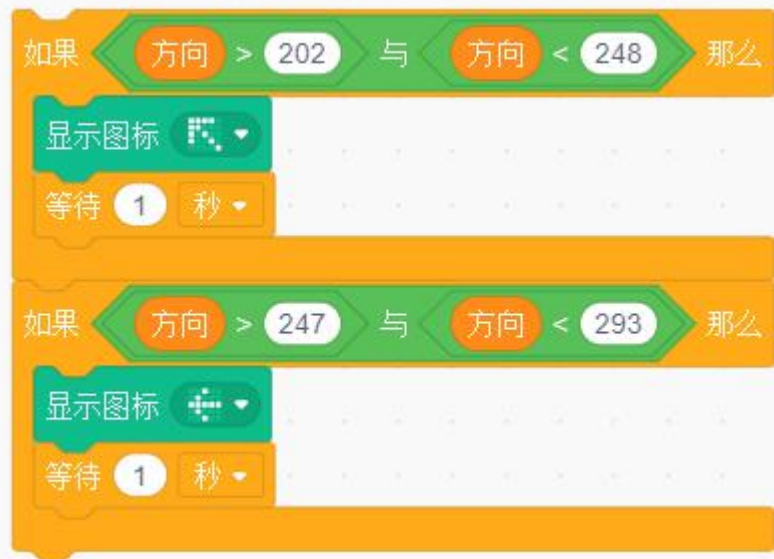 如果 方向 > 202 与 方向 < 248 那么
显示图标
等待 1 秒
如果 方向 > 247 与 方向 < 293 那么
显示图标
等待 1 秒